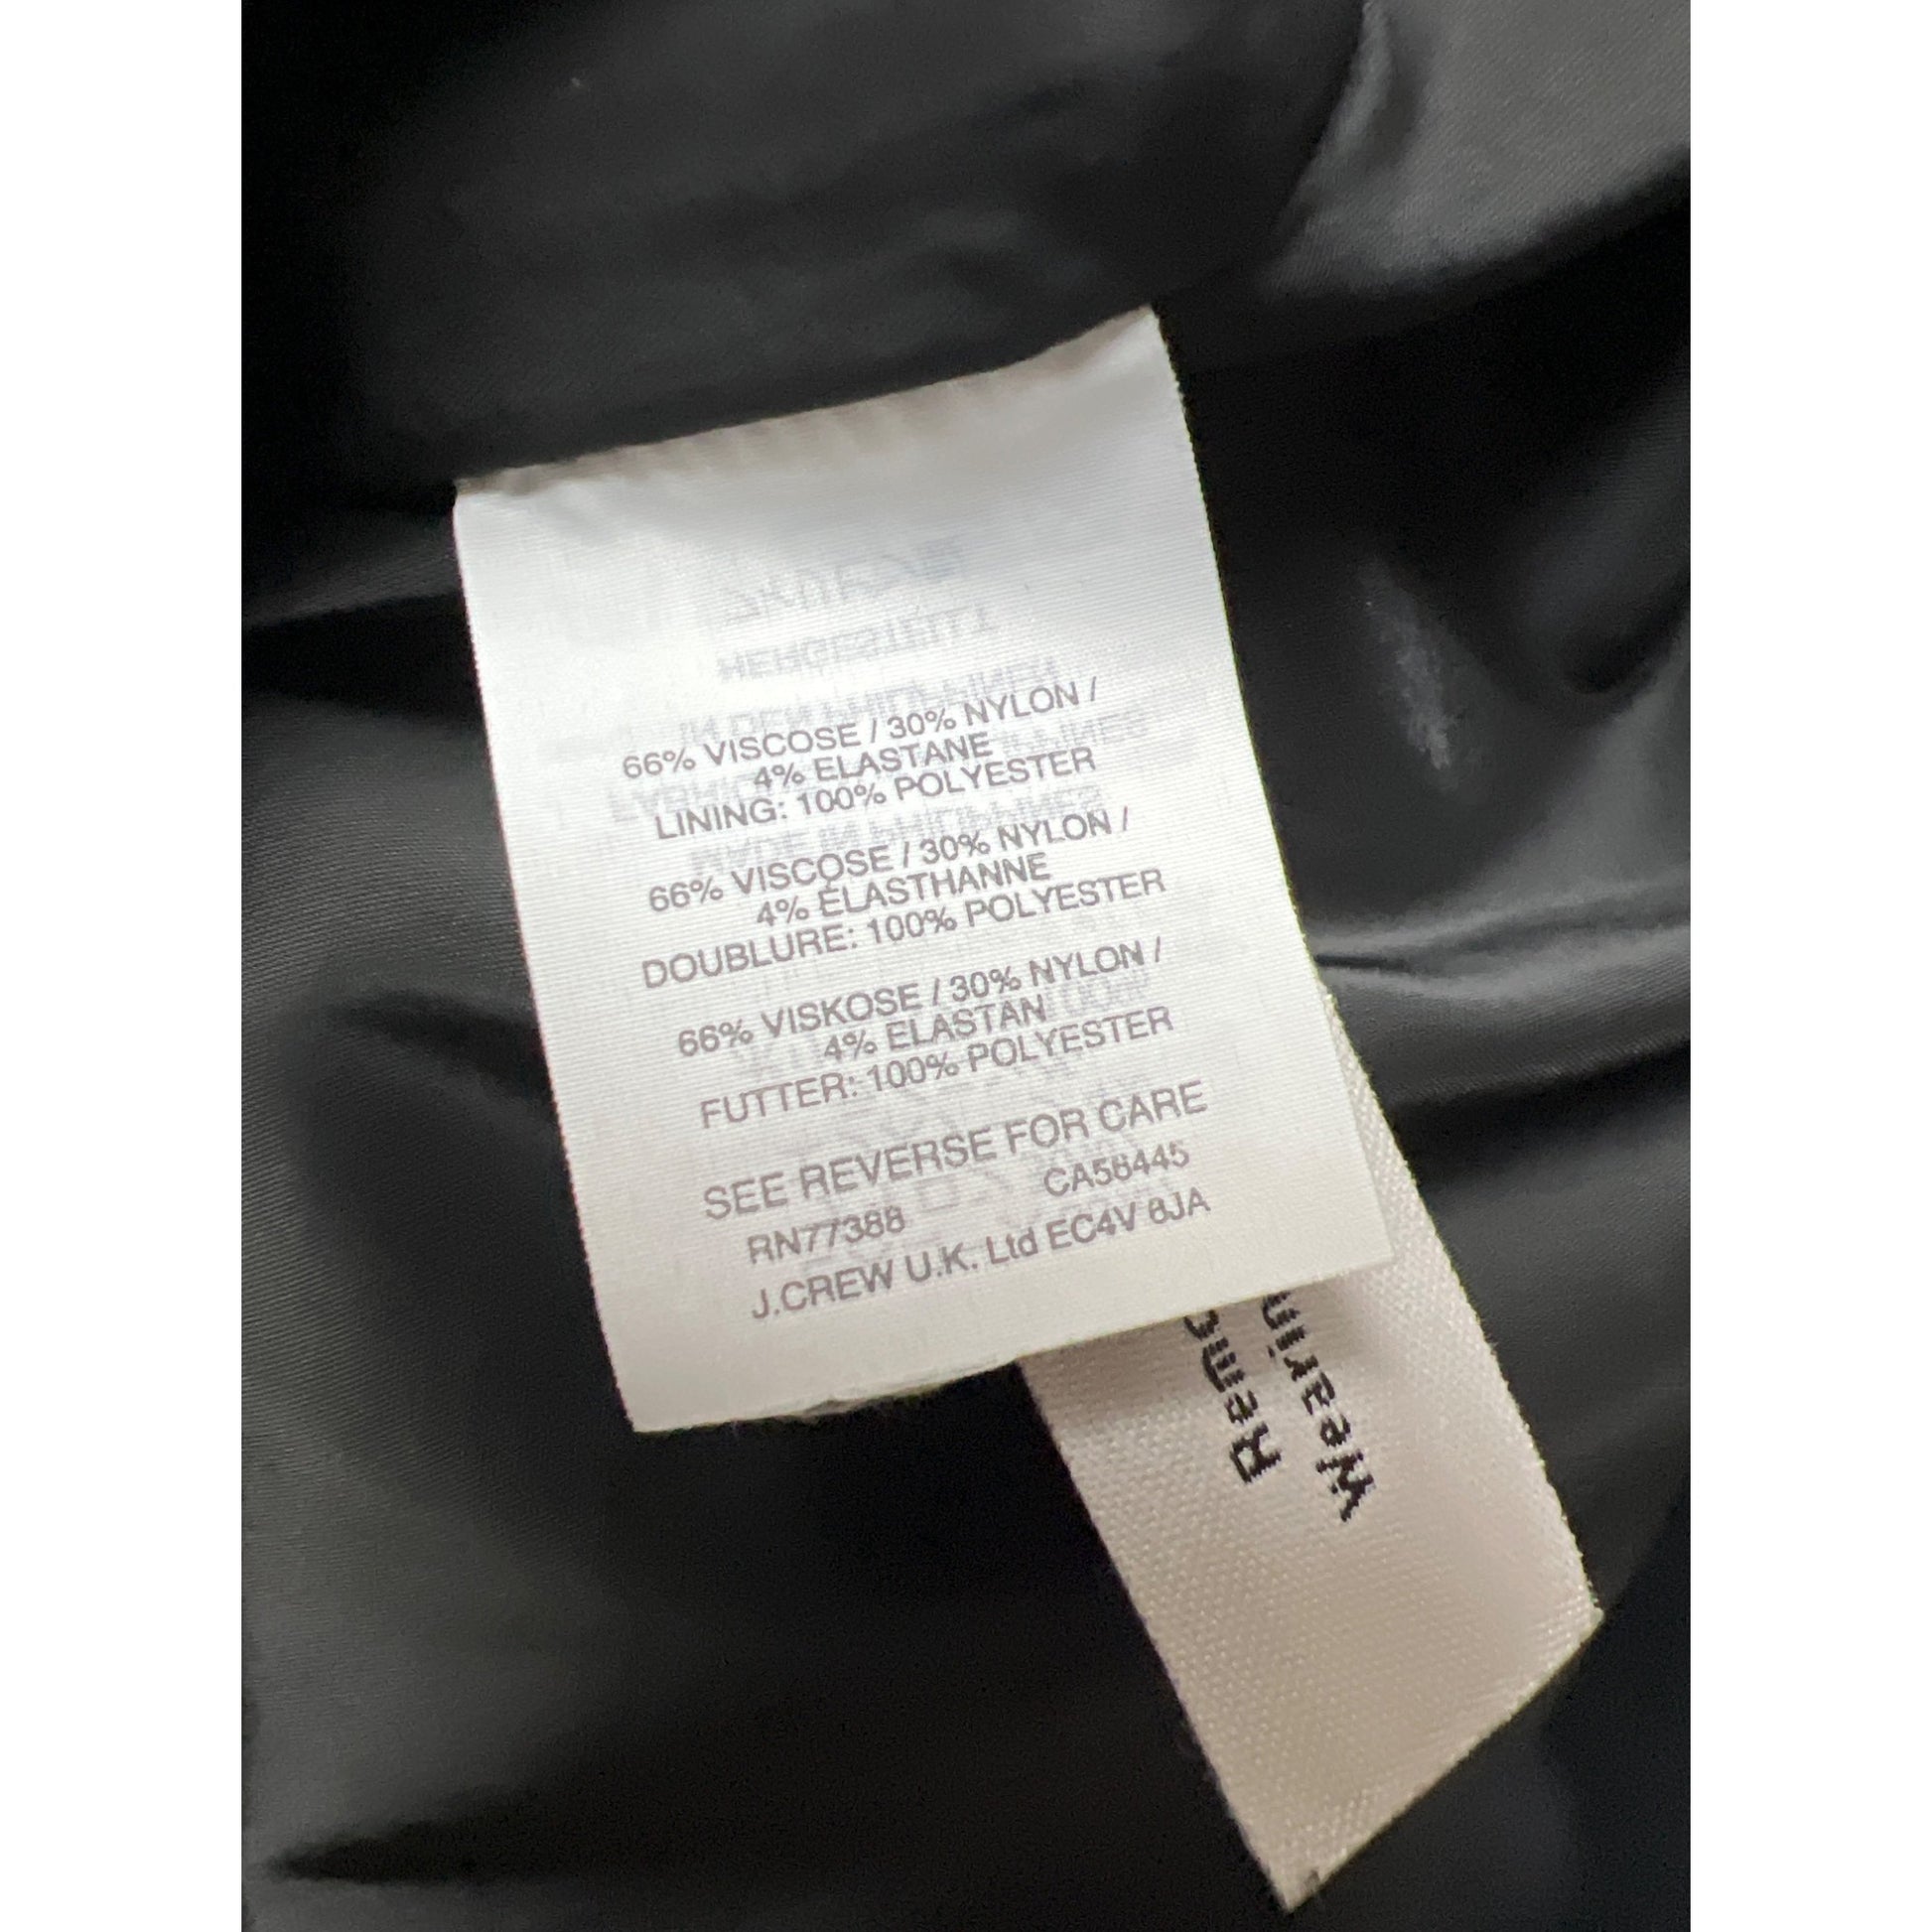 66% VISCOSE / 30% NYLON /
4% ELASTANE
LINING: 100% POLYESTER
66% VISCOSE / 30% NYLON /
4% ÉLASTHANNE
DOUBLURE: 100% POLYESTER
66% VISKOSE / 30% NYLON /
4% ELASTAN
FUTTER: 100% POLYESTER
SEE REVERSE FOR CARE
RN77388 CA56445
J.CREW U.K. Ltd EC4V 6JA